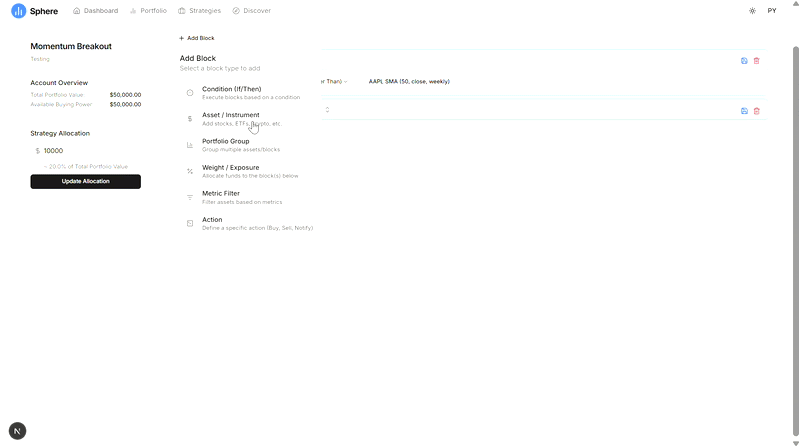 Sphere
Dashboard
Portfolio
Strategies
Discover
PY
Momentum Breakout
Testing
Account Overview
Total Portfolio Value: $50,000.00
Available Buying Power: $50,000.00
Strategy Allocation
$ 10000
~ 20.0% of Total Portfolio Value
Update Allocation
+ Add Block
Add Block
Select a block type to add
Condition (If/Then)
Execute blocks based on a condition
Asset / Instrument
Add stocks, ETFs, Crypto, etc.
Portfolio Group
Group multiple assets/blocks
Weight / Exposure
Allocate funds to the block(s) below
Metric Filter
Filter assets based on metrics
Action
Define a specific action (Buy, Sell, Notify)
Than)
AAPL SMA (50, close, weekly)
N